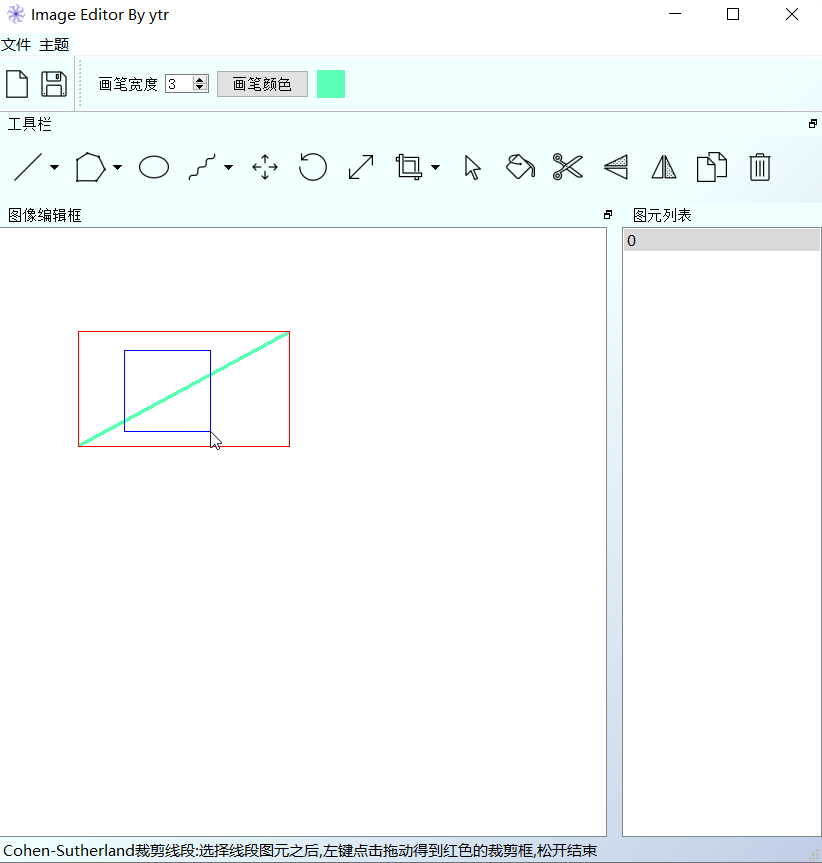 Image Editor By ytr
文件 主题
画笔宽度 3 画笔颜色
工具栏
图像编辑框 图元列表
0
Cohen-Sutherland裁剪线段:选择线段图元之后,左键点击拖动得到红色的裁剪框,松开结束